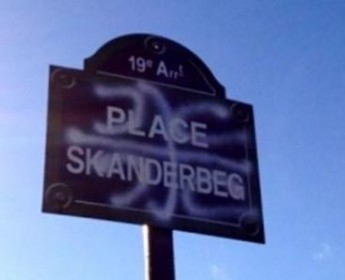 19e Arrt
PLACE
SKANDERBEG